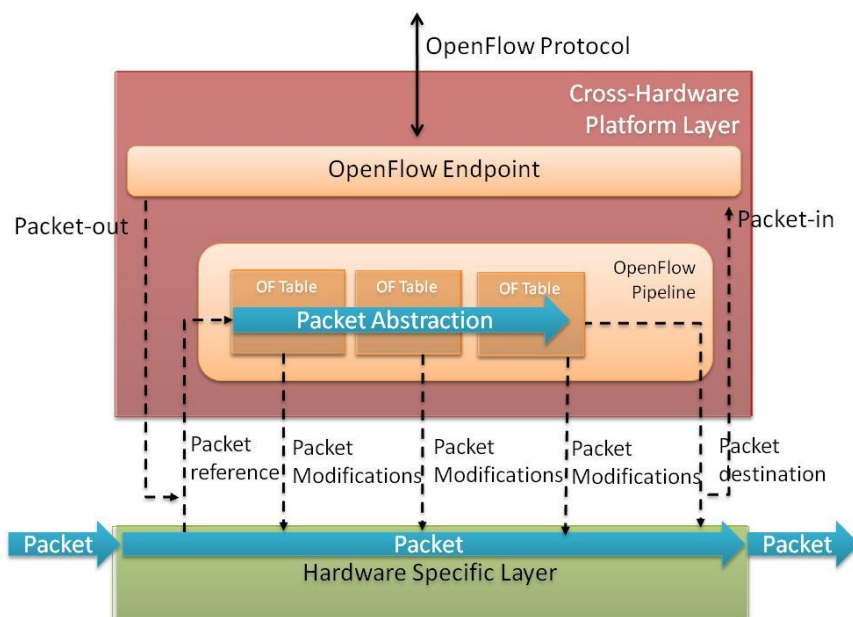 OpenFlow Protocol
Cross-Hardware
Platform Layer
OpenFlow Endpoint
Packet-out
Packet-in
OpenFlow
Pipeline
OF Table
OF Table
OF Table
Packet Abstraction
Packet
reference
Packet
Modifications
Packet
Modifications
Packet
Modifications
Packet
destination
Packet
Packet
Packet
Hardware Specific Layer